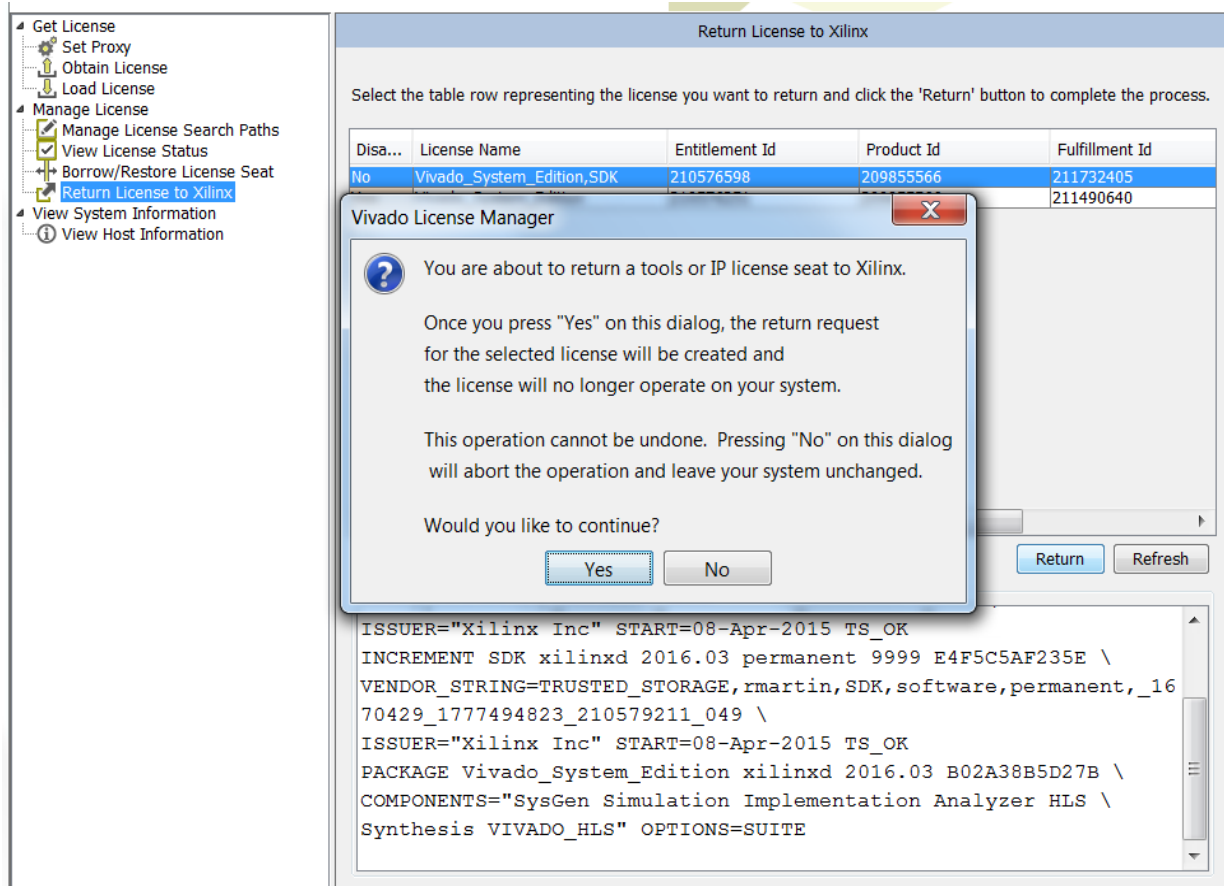 Get License
Set Proxy
Obtain License
Load License
Manage License
Manage License Search Paths
View License Status
Borrow/Restore License Seat
Return License to Xilinx
View System Information
View Host Information
Return License to Xilinx
Select the table row representing the license you want to return and click the 'Return' button to complete the process.
Disa... License Name Entitlement Id Product Id Fulfillment Id
No Vivado_System_Edition,SDK 210576598 209855566 211732405
211490640
Vivado License Manager
You are about to return a tools or IP license seat to Xilinx.
Once you press "Yes" on this dialog, the return request
for the selected license will be created and
the license will no longer operate on your system.
This operation cannot be undone. Pressing "No" on this dialog
will abort the operation and leave your system unchanged.
Would you like to continue?
Yes No
Return Refresh
ISSUER="Xilinx Inc" START=08-Apr-2015 TS_OK
INCREMENT SDK xilinxd 2016.03 permanent 9999 E4F5C5AF235E \
VENDOR_STRING=TRUSTED_STORAGE,rmartin,SDK,software,permanent,_16
70429_1777494823_210579211_049 \
ISSUER="Xilinx Inc" START=08-Apr-2015 TS_OK
PACKAGE Vivado_System_Edition xilinxd 2016.03 B02A38B5D27B \
COMPONENTS="SysGen Simulation Implementation Analyzer HLS \
Synthesis VIVADO_HLS" OPTIONS=SUITE